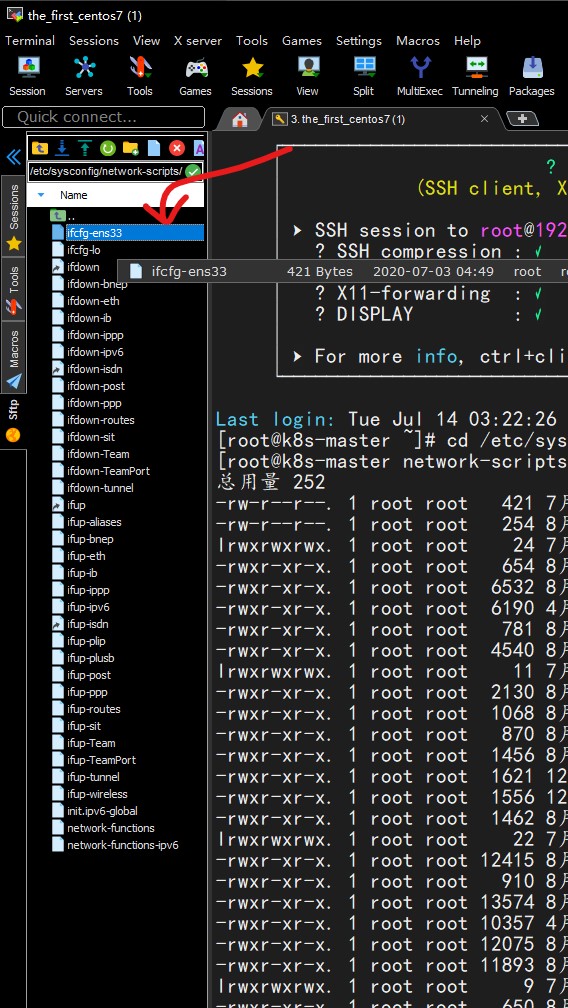 the_first_centos7 (1)
Terminal Sessions View X server Tools Games Settings Macros Help
Session Servers Tools Games Sessions View Split MultiExec Tunneling Packages
Quick connect...
3. the_first_centos7 (1)
/etc/sysconfig/network-scripts/
Name
..
ifcfg-ens33
ifcfg-lo
ifdown
ifdown-bnep
ifdown-eth
ifdown-ib
ifdown-ippp
ifdown-ipv6
ifdown-isdn
ifdown-post
ifdown-ppp
ifdown-routes
ifdown-sit
ifdown-Team
ifdown-TeamPort
ifdown-tunnel
ifup
ifup-aliases
ifup-bnep
ifup-eth
ifup-ib
ifup-ippp
ifup-ipv6
ifup-isdn
ifup-plip
ifup-plusb
ifup-post
ifup-ppp
ifup-routes
ifup-sit
ifup-Team
ifup-TeamPort
ifup-tunnel
ifup-wireless
init.ipv6-global
network-functions
network-functions-ipv6
Sessions
Tools
Macros
Sftp
ifcfg-ens33 421 Bytes 2020-07-03 04:49 root
?
(SSH client, X
➤ SSH session to root@192
? SSH compression : ✓
? X11-forwarding : ✓
? DISPLAY : ✓
➤ For more info, ctrl+cli
Last login: Tue Jul 14 03:22:26
[root@k8s-master ~]# cd /etc/sys
[root@k8s-master network-scripts
总用量 252
-rw-r--r--. 1 root root 421 7月
-rw-r--r--. 1 root root 254 8月
lrwxrwxrwx. 1 root root 24 7月
-rwxr-xr-x. 1 root root 654 8月
-rwxr-xr-x. 1 root root 6532 8月
-rwxr-xr-x. 1 root root 6190 4月
-rwxr-xr-x. 1 root root 781 8月
-rwxr-xr-x. 1 root root 4540 8月
lrwxrwxrwx. 1 root root 11 7月
-rwxr-xr-x. 1 root root 2130 8月
-rwxr-xr-x. 1 root root 1068 8月
-rwxr-xr-x. 1 root root 870 8月
-rwxr-xr-x. 1 root root 1456 8月
-rwxr-xr-x. 1 root root 1621 12
-rwxr-xr-x. 1 root root 1556 12
-rwxr-xr-x. 1 root root 1462 8月
lrwxrwxrwx. 1 root root 22 7月
-rwxr-xr-x. 1 root root 12415 8月
-rwxr-xr-x. 1 root root 910 8月
-rwxr-xr-x. 1 root root 13574 8月
-rwxr-xr-x. 1 root root 10357 4月
-rwxr-xr-x. 1 root root 12075 8月
-rwxr-xr-x. 1 root root 11893 8月
lrwxrwxrwx. 1 root root 9 7月
-rwxr-xr-x. 1 root root 650 8月